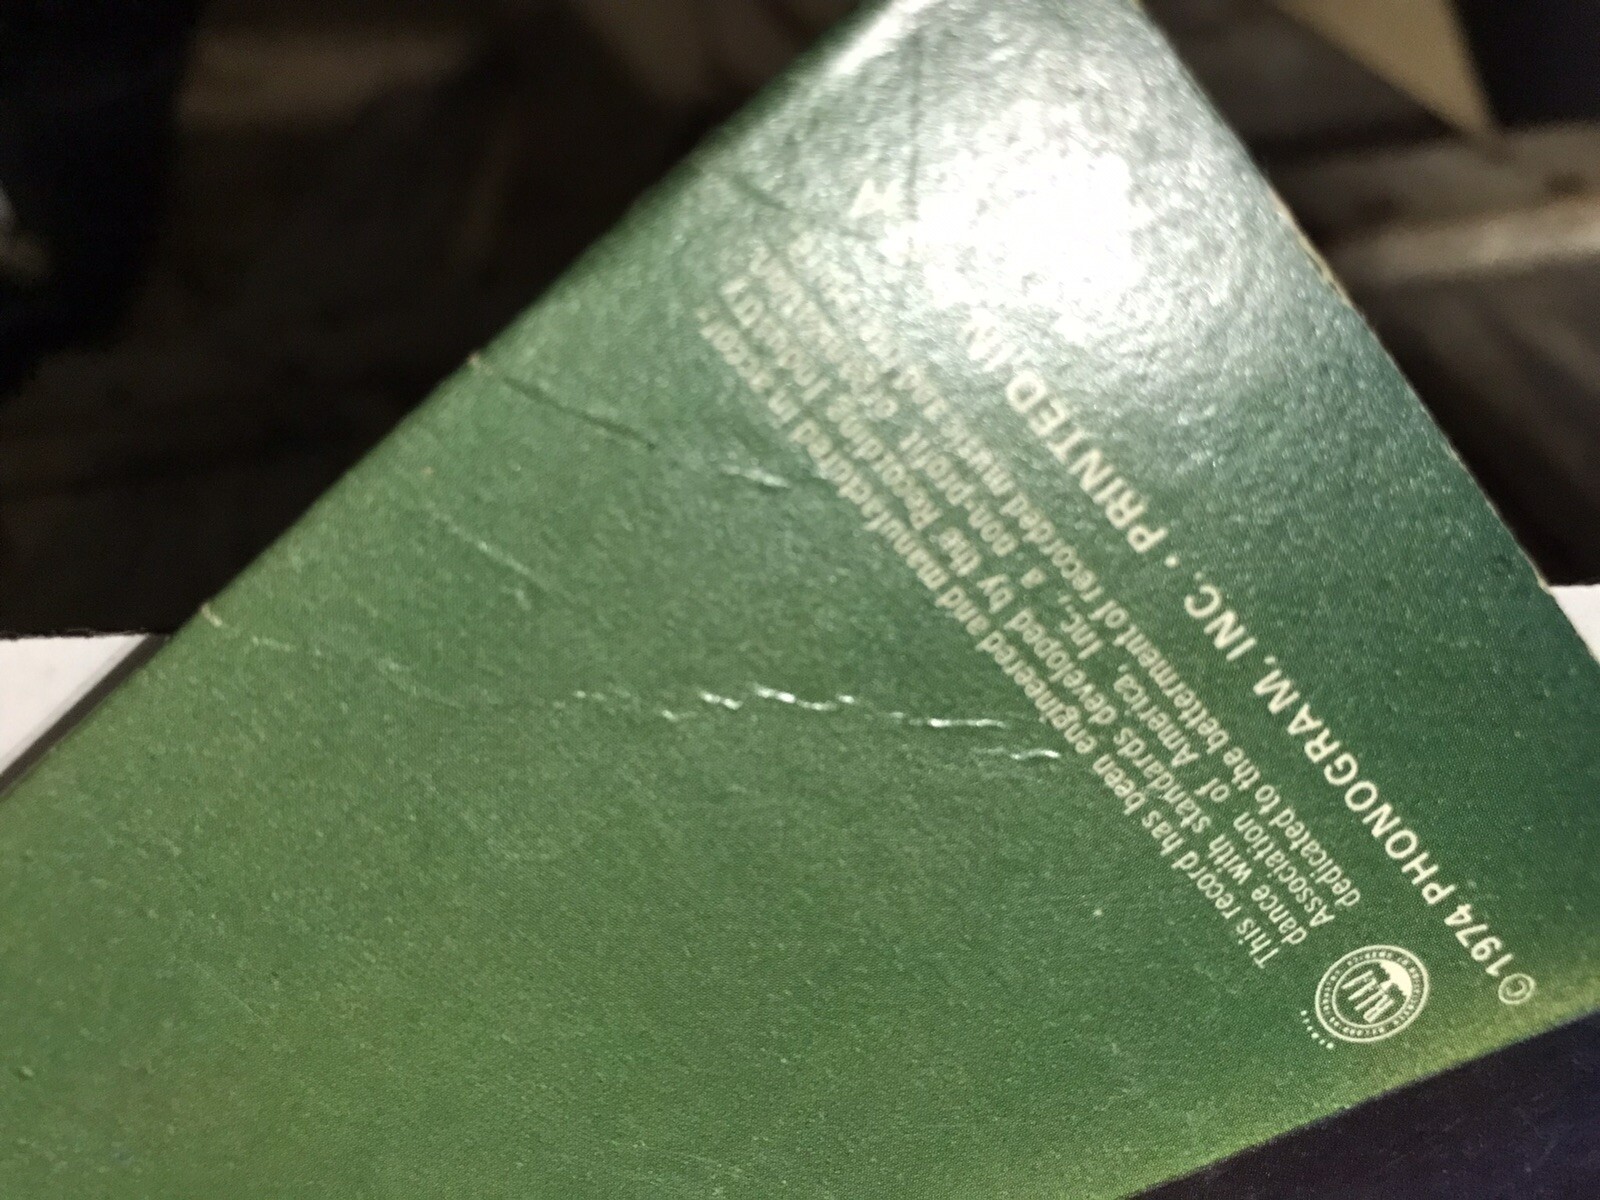 This record has been engineered and manufactured in accor-
dance with standards developed by the Recording Industry
Association of America, Inc., a non-profit organization
dedicated to the betterment of recorded music and
RIAA
© 1974 PHONOGRAM, INC. • PRINTED IN